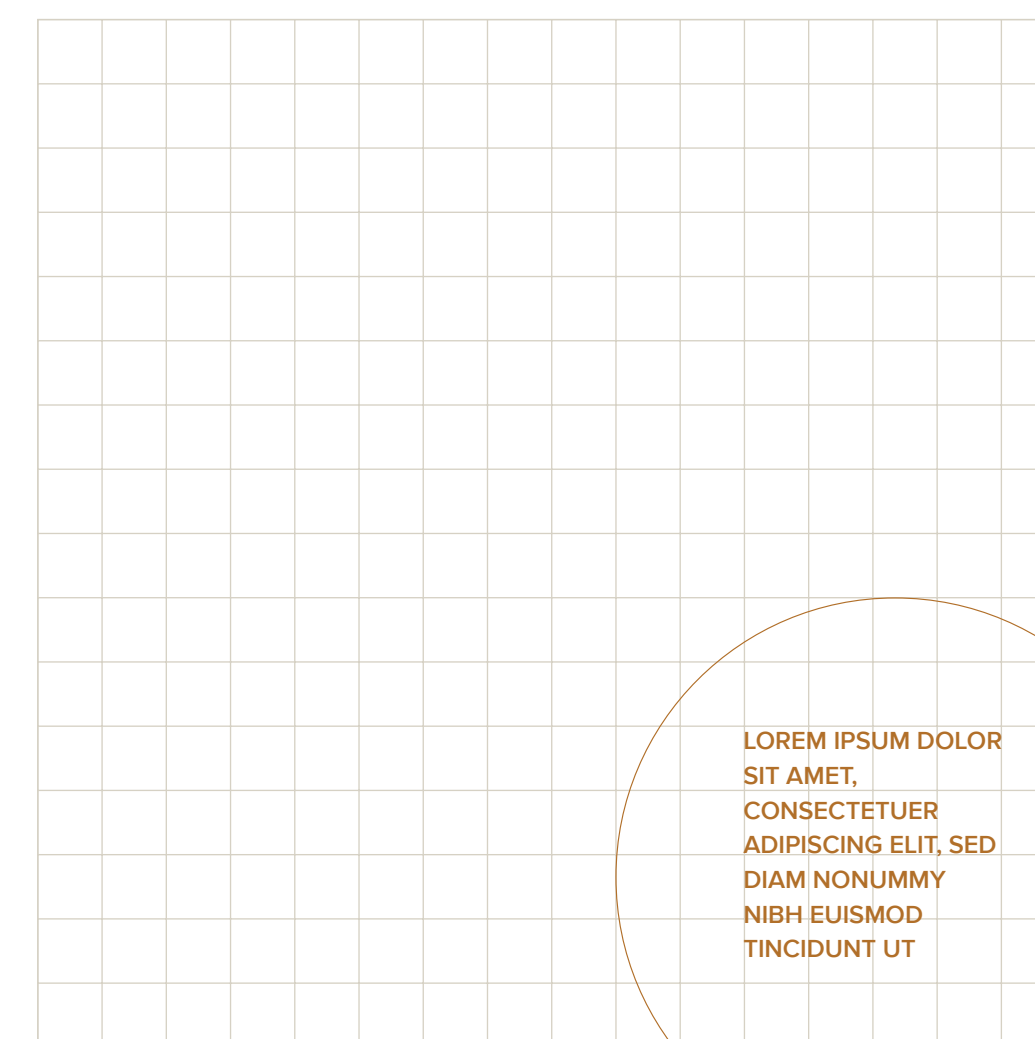 LOREM IPSUM DOLOR
SIT AMET,
CONSECTETUER
ADIPISCING ELIT, SED
DIAM NONUMMY
NIBH EUISMOD
TINCIDUNT UT